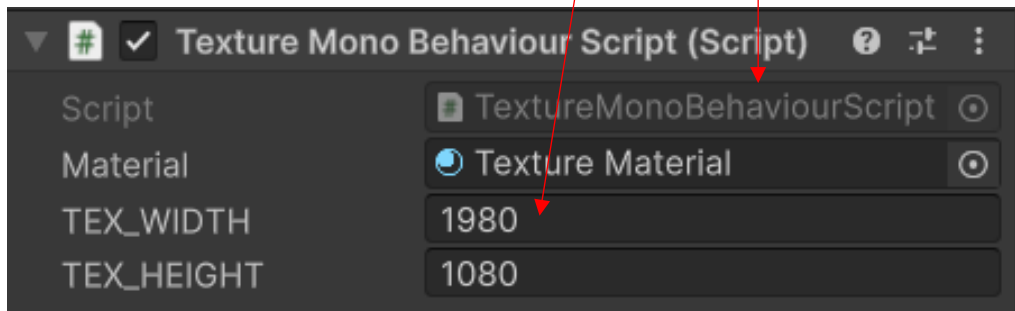 Texture Mono Behaviour Script (Script)
Script TextureMonoBehaviourScript
Material Texture Material
TEX_WIDTH 1980
TEX_HEIGHT 1080